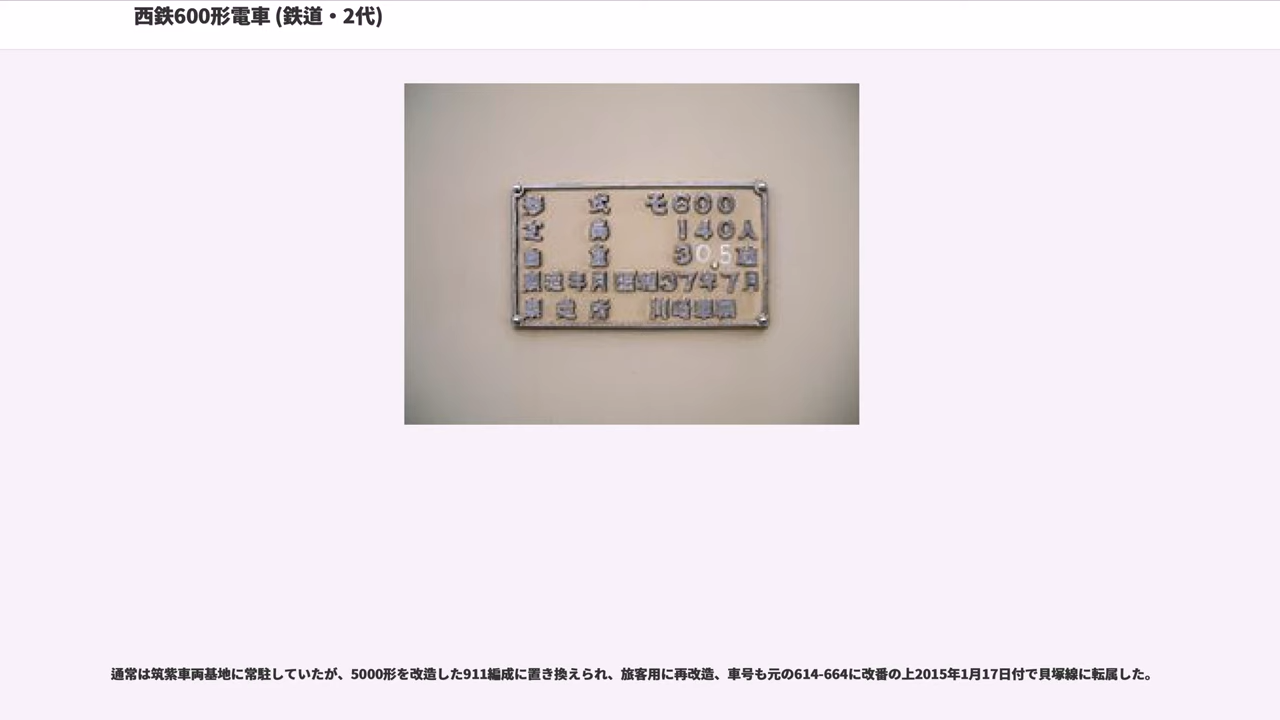 西鉄600形電車 (鉄道・2代)
形 式 モ600
定 員 140人
自 重 30.5瓲
製造年月 昭和37年7月
製 造 所 川崎車輛
通常は筑紫車両基地に常駐していたが、5000形を改造した911編成に置き換えられ、旅客用に再改造、車号も元の614-664に改番の上2015年1月17日付で貝塚線に転属した。